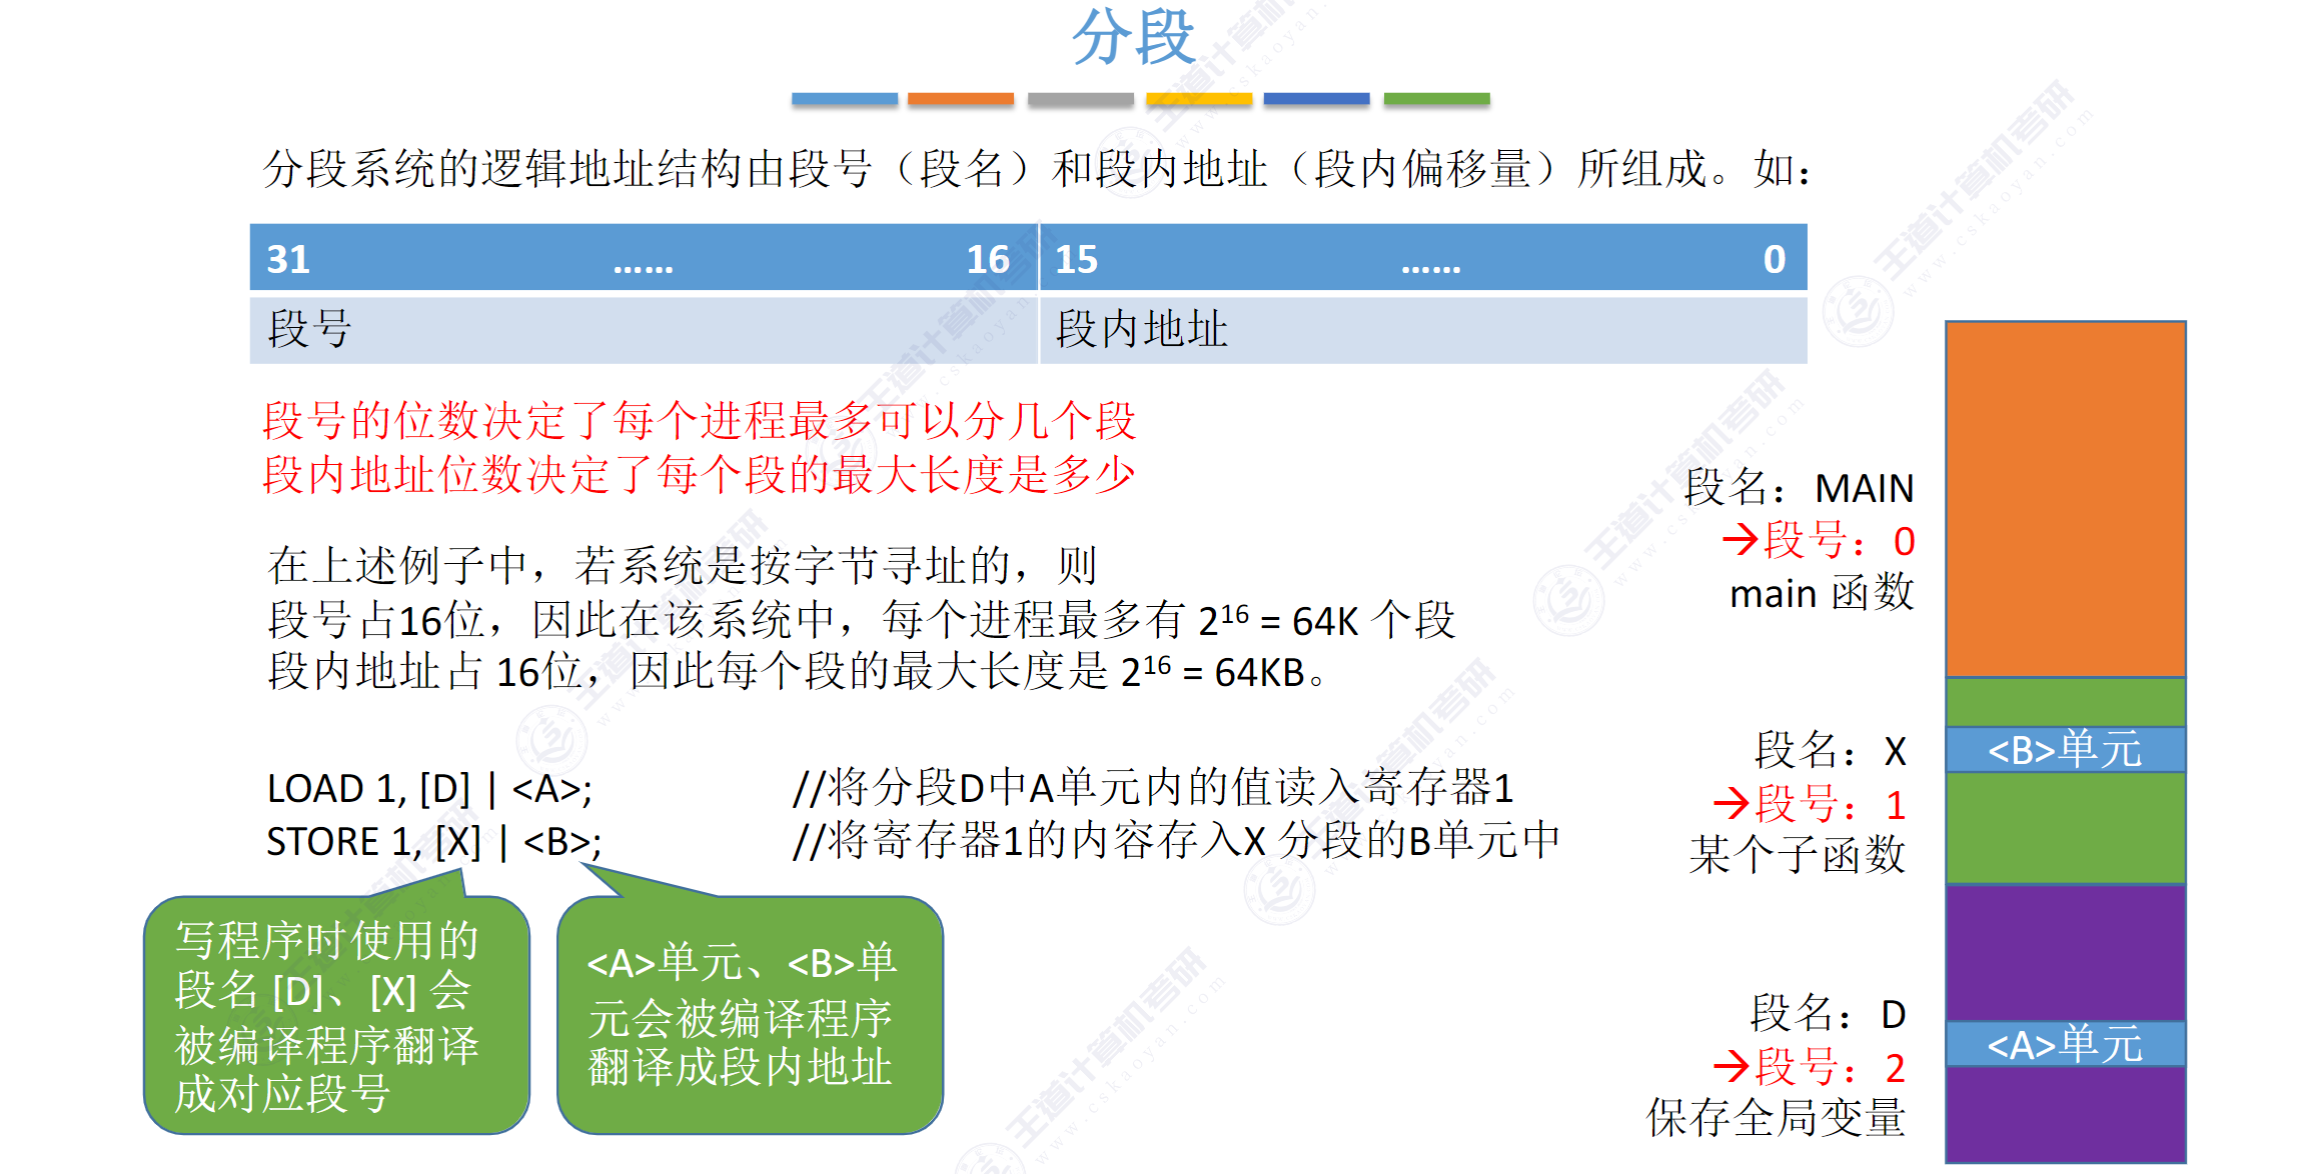 分段
分段系统的逻辑地址结构由段号（段名）和段内地址（段内偏移量）所组成。如：
31 …… 16 15 …… 0
段号 段内地址
段号的位数决定了每个进程最多可以分几个段
段内地址位数决定了每个段的最大长度是多少
在上述例子中，若系统是按字节寻址的，则
段号占16位，因此在该系统中，每个进程最多有 2¹⁶ = 64K 个段
段内地址占 16位，因此每个段的最大长度是 2¹⁶ = 64KB。
LOAD 1, [D] | <A>; //将分段D中A单元内的值读入寄存器1
STORE 1, [X] | <B>; //将寄存器1的内容存入X 分段的B单元中
写程序时使用的
段名 [D]、[X] 会
被编译程序翻译
成对应段号
<A>单元、<B>单
元会被编译程序
翻译成段内地址
段名：MAIN
→段号：0
main 函数
段名：X
→段号：1
某个子函数
<B>单元
段名：D
→段号：2
保存全局变量
<A>单元
王道计算机考研
www.cskaoyan.com